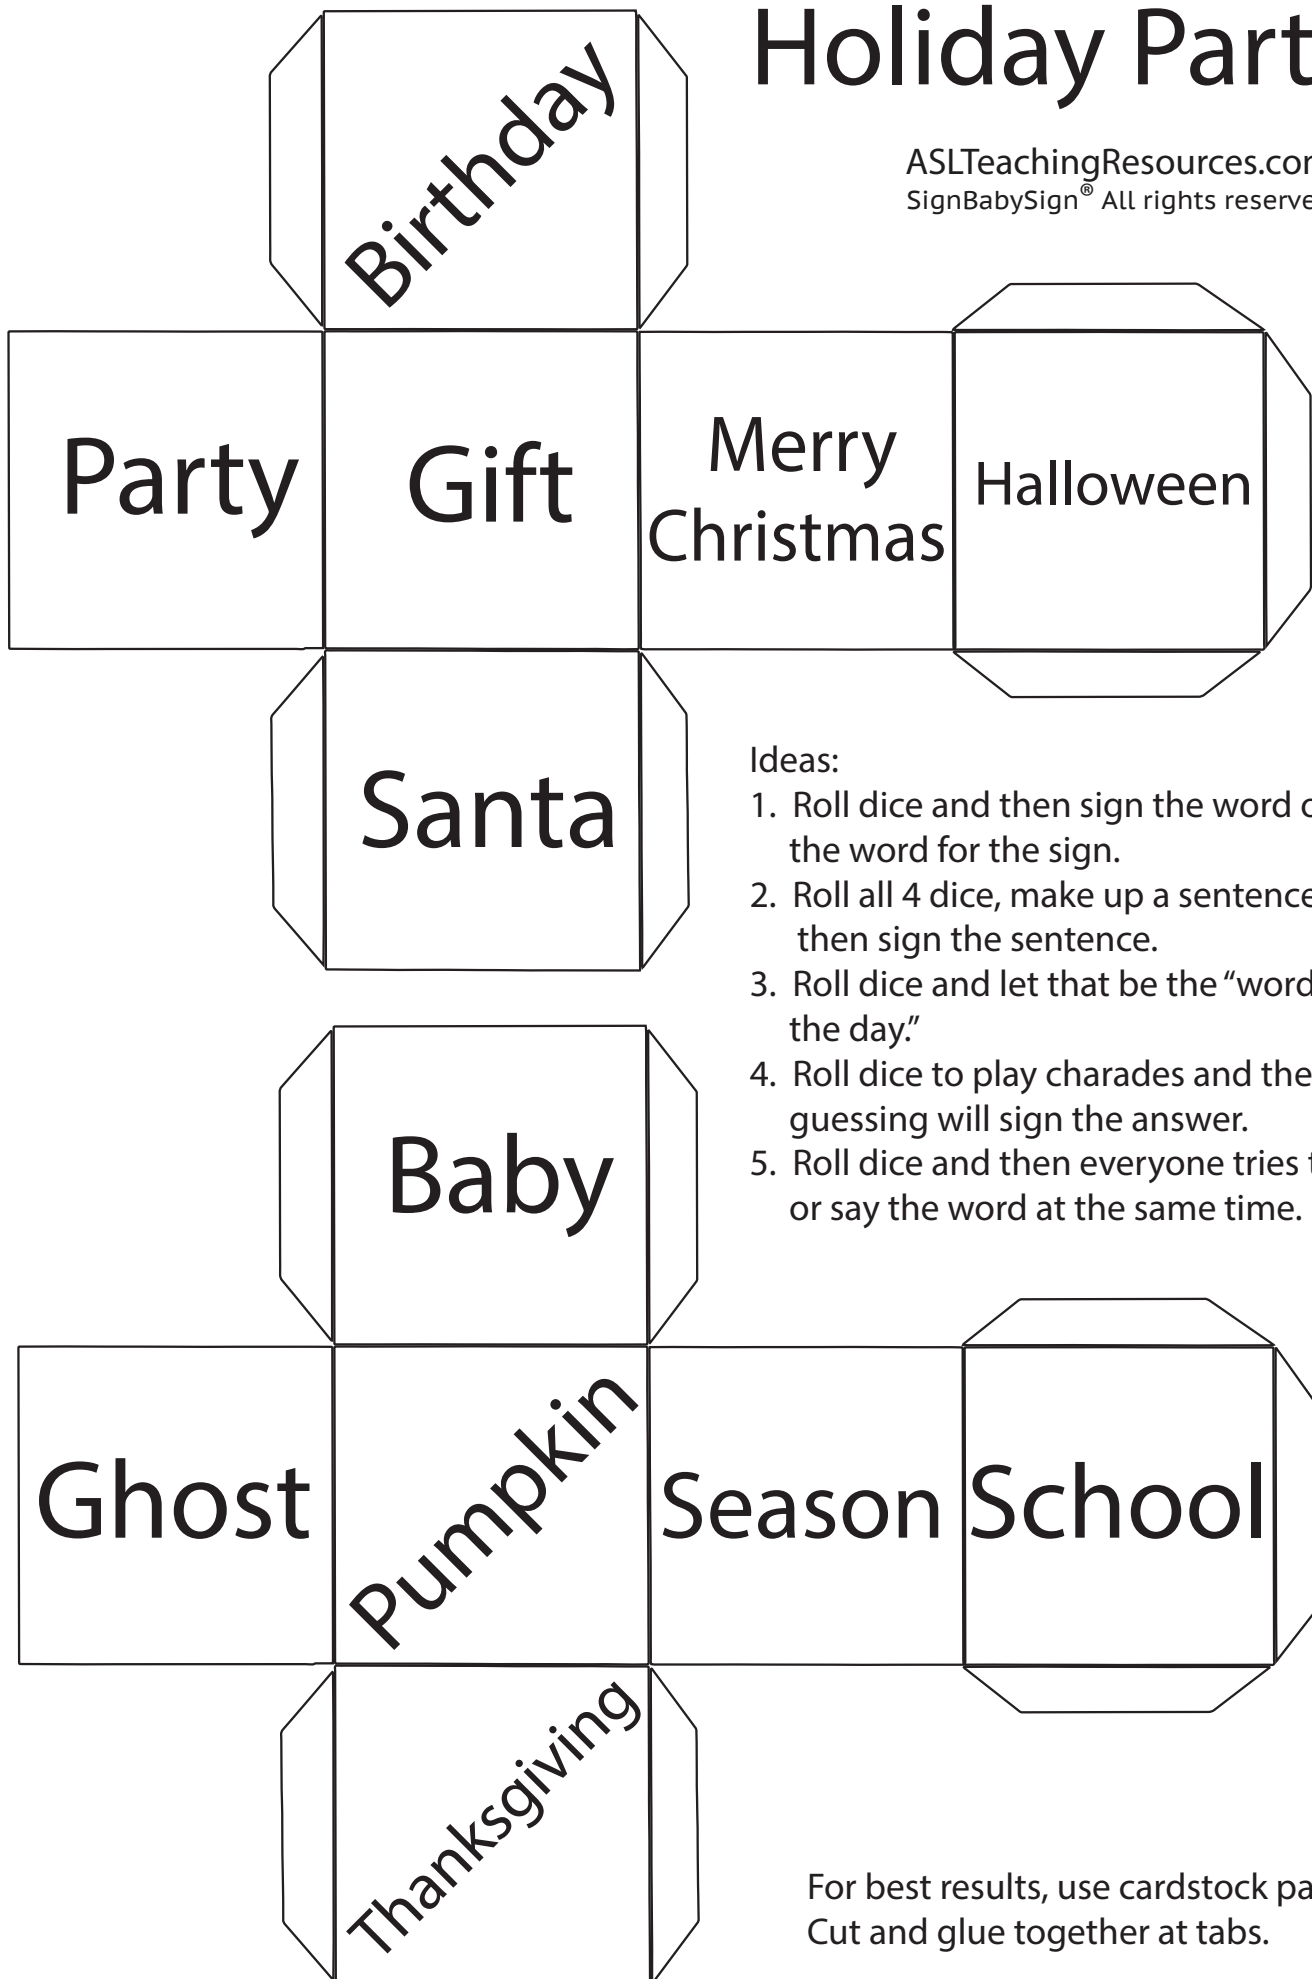 Holiday Part
ASLTeachingResources.com
SignBabySign® All rights reserve
Birthday
Party
Gift
Merry
Christmas
Halloween
Santa
Ideas:
1. Roll dice and then sign the word
the word for the sign.
2. Roll all 4 dice, make up a sentence
then sign the sentence.
3. Roll dice and let that be the “word
the day.”
4. Roll dice to play charades and the
guessing will sign the answer.
5. Roll dice and then everyone tries
or say the word at the same time.
Baby
Ghost
Pumpkin
Season
School
Thanksgiving
For best results, use cardstock pa
Cut and glue together at tabs.